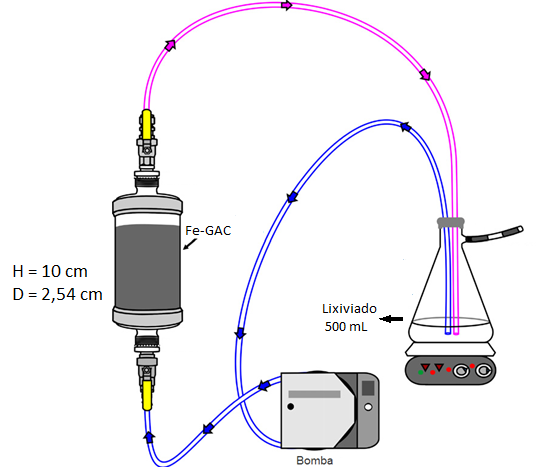 Fe-GAC
H = 10 cm
D = 2,54 cm
Lixiviado
500 mL
Bomba